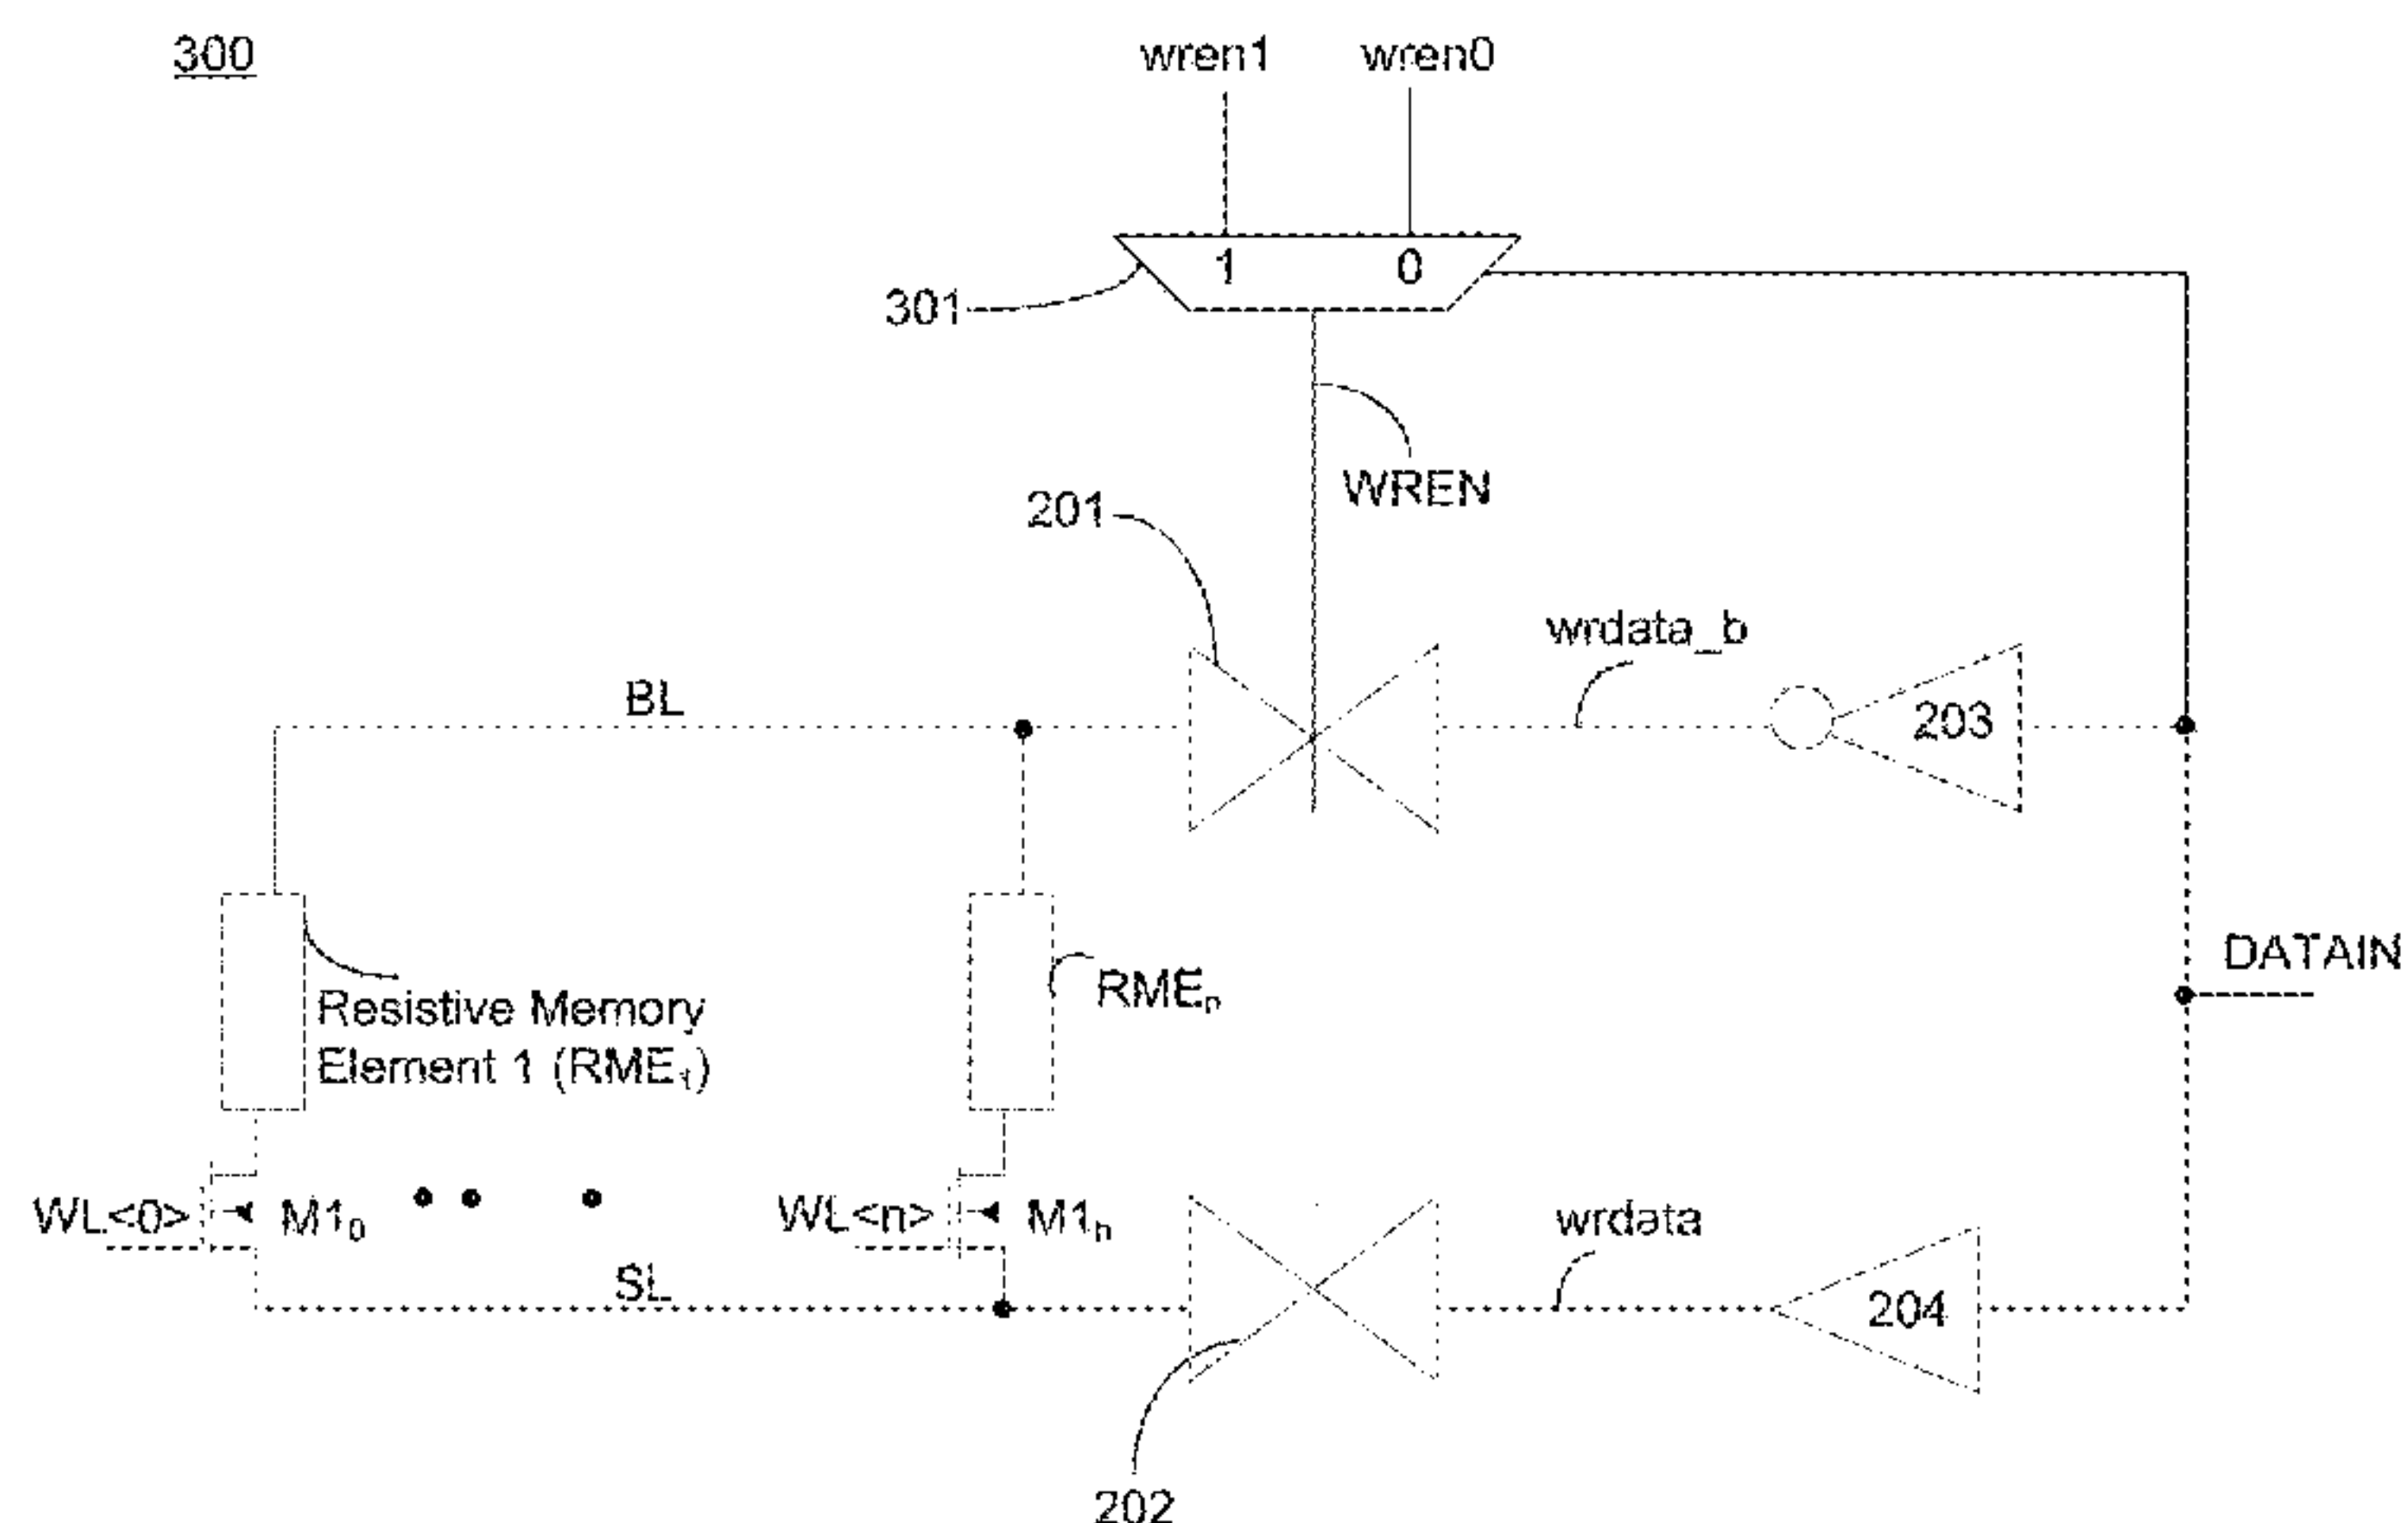 300
wren1 wren0
1 0
301
WREN
201
wrdata_b
BL
203
DATAIN
RMEn
Resistive Memory
Element 1 (RME1)
WL<0> M10 WL<n> M1n
wrdata
SL
204
202